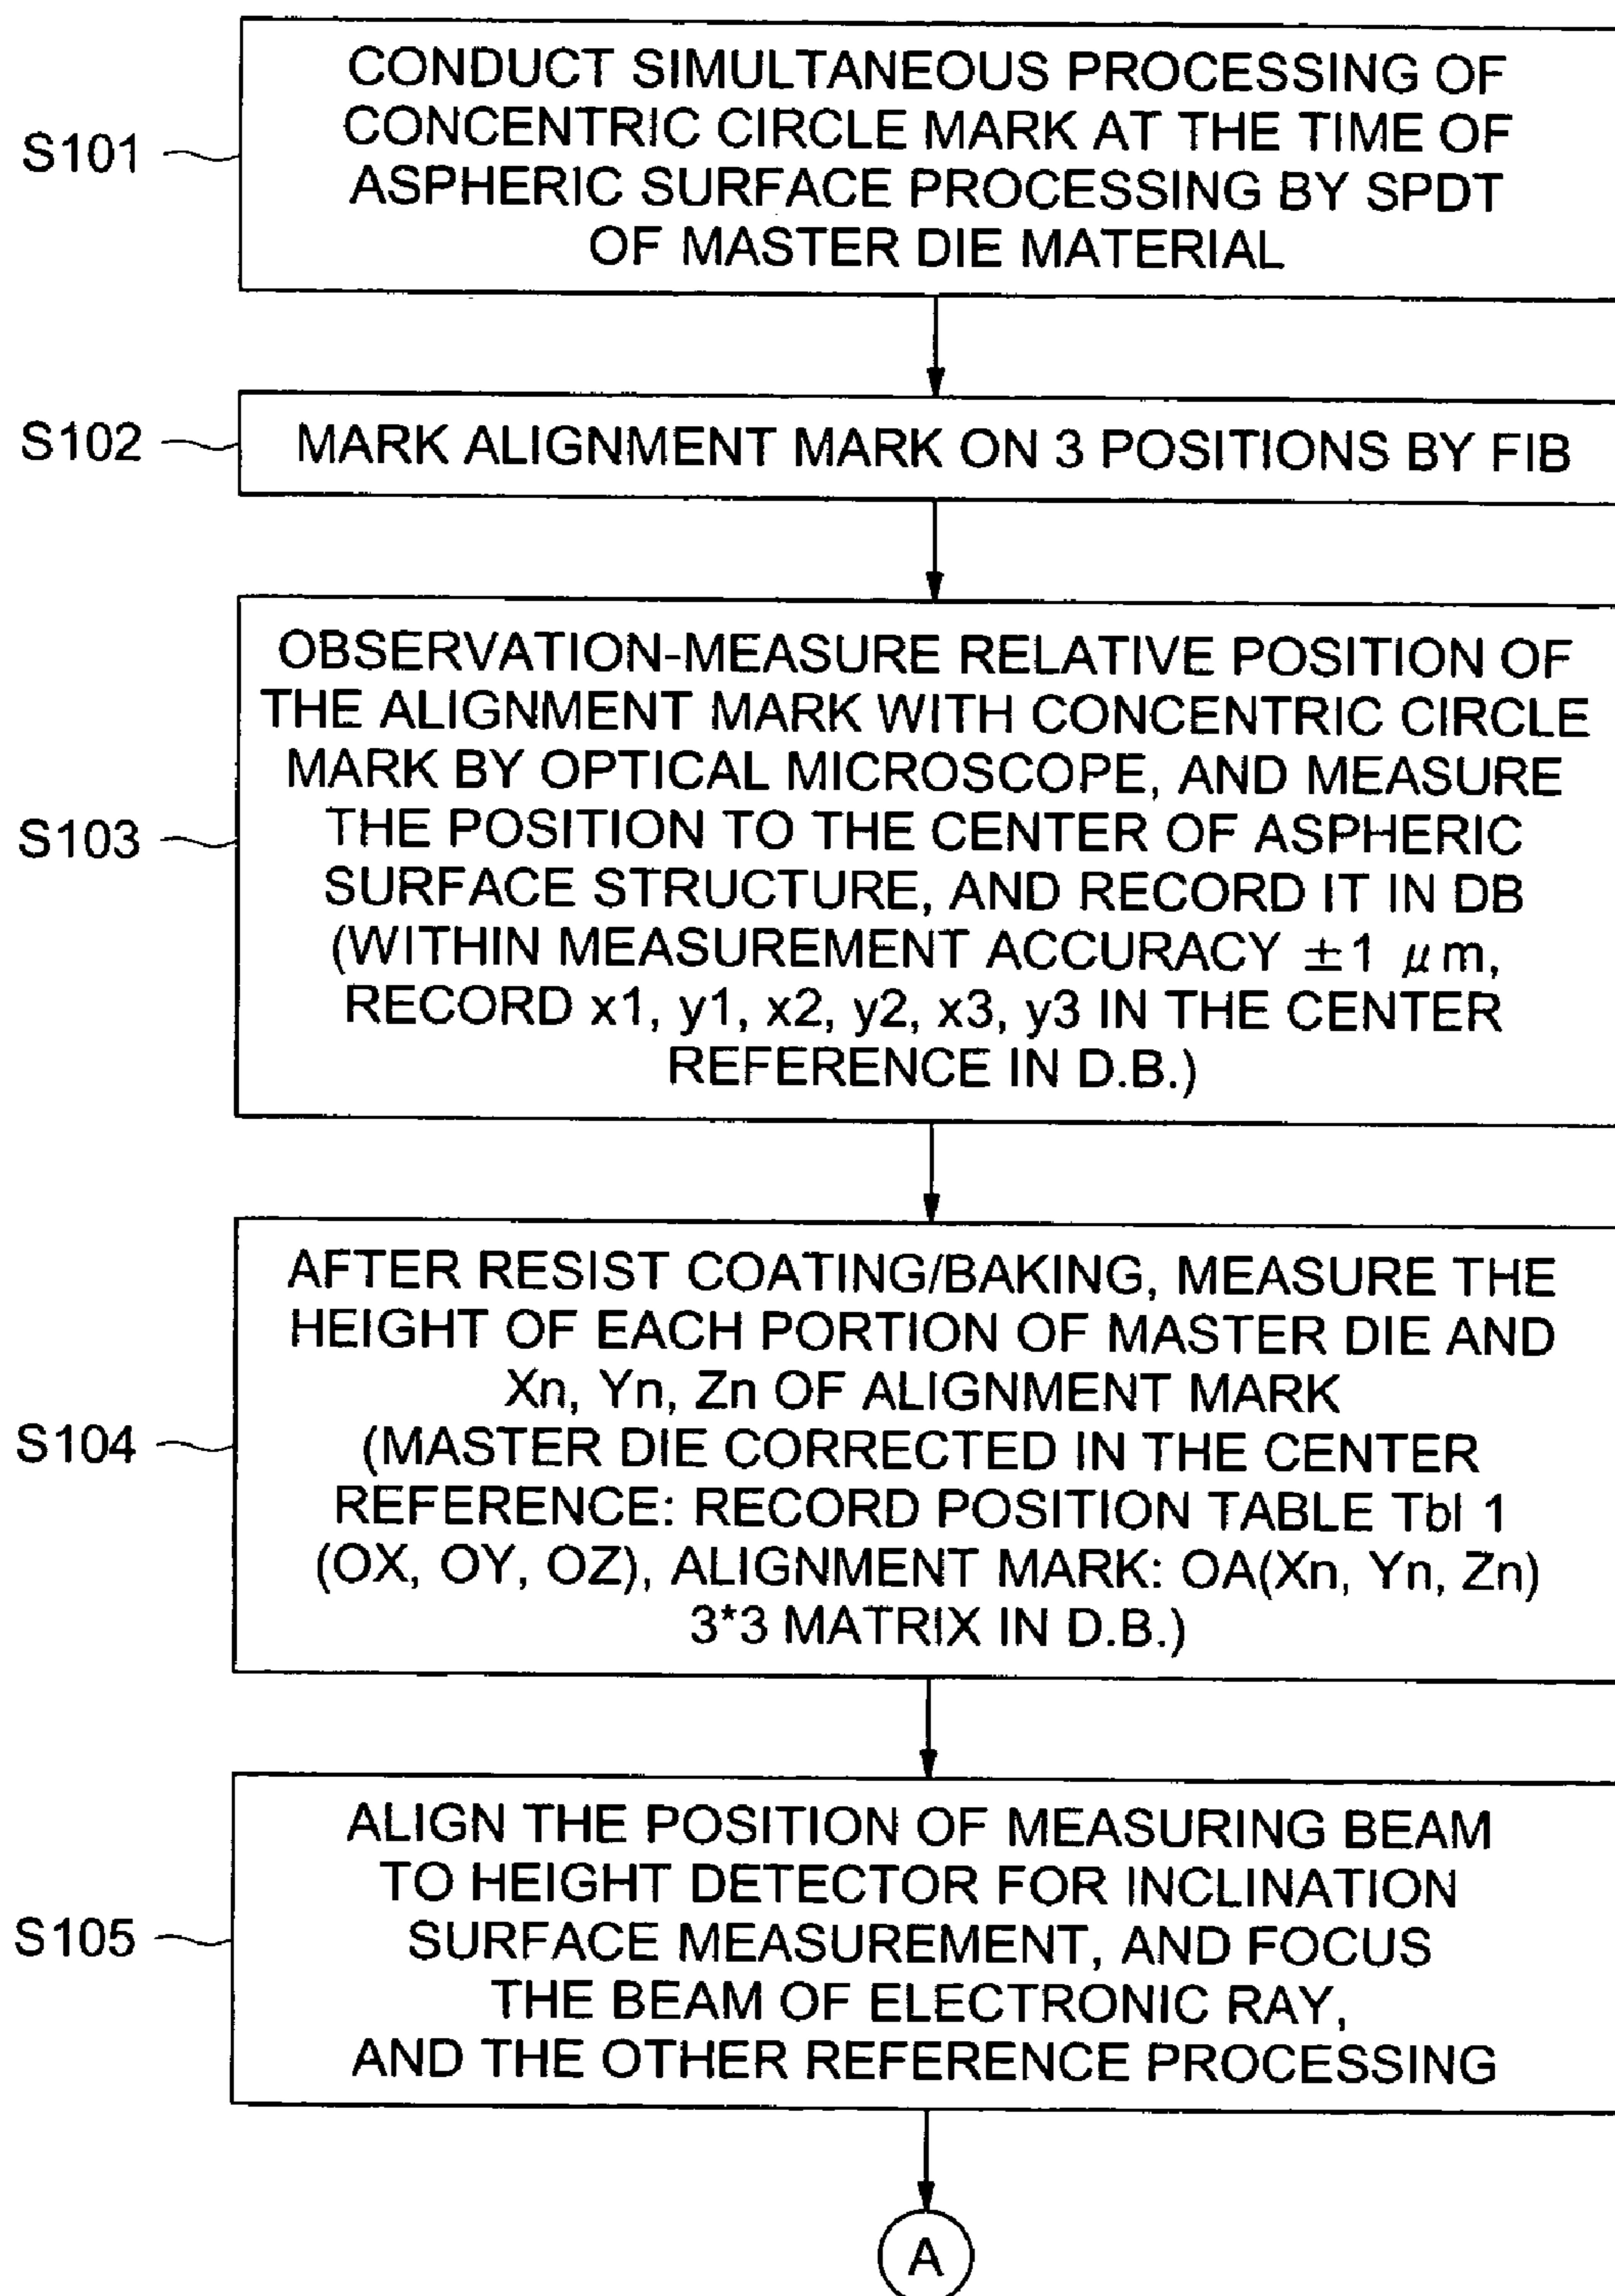 S101
CONDUCT SIMULTANEOUS PROCESSING OF
CONCENTRIC CIRCLE MARK AT THE TIME OF
ASPHERIC SURFACE PROCESSING BY SPDT
OF MASTER DIE MATERIAL
S102
MARK ALIGNMENT MARK ON 3 POSITIONS BY FIB
S103
OBSERVATION-MEASURE RELATIVE POSITION OF
THE ALIGNMENT MARK WITH CONCENTRIC CIRCLE
MARK BY OPTICAL MICROSCOPE, AND MEASURE
THE POSITION TO THE CENTER OF ASPHERIC
SURFACE STRUCTURE, AND RECORD IT IN DB
(WITHIN MEASUREMENT ACCURACY ±1 μm,
RECORD x1, y1, x2, y2, x3, y3 IN THE CENTER
REFERENCE IN D.B.)
S104
AFTER RESIST COATING/BAKING, MEASURE THE
HEIGHT OF EACH PORTION OF MASTER DIE AND
Xn, Yn, Zn OF ALIGNMENT MARK
(MASTER DIE CORRECTED IN THE CENTER
REFERENCE: RECORD POSITION TABLE Tbl 1
(OX, OY, OZ), ALIGNMENT MARK: OA(Xn, Yn, Zn)
3*3 MATRIX IN D.B.)
S105
ALIGN THE POSITION OF MEASURING BEAM
TO HEIGHT DETECTOR FOR INCLINATION
SURFACE MEASUREMENT, AND FOCUS
THE BEAM OF ELECTRONIC RAY,
AND THE OTHER REFERENCE PROCESSING
A